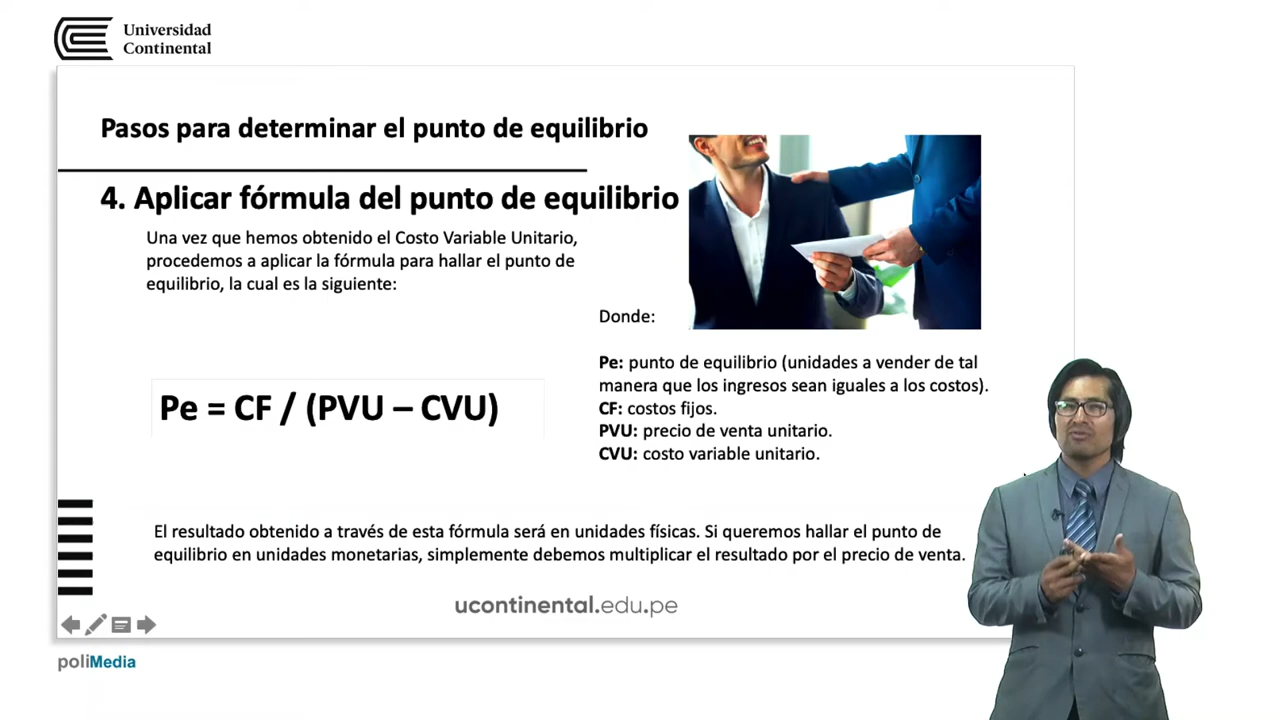 Universidad
Continental
Pasos para determinar el punto de equilibrio
4. Aplicar fórmula del punto de equilibrio
Una vez que hemos obtenido el Costo Variable Unitario,
procedemos a aplicar la fórmula para hallar el punto de
equilibrio, la cual es la siguiente:
Pe = CF / (PVU – CVU)
Donde:
Pe: punto de equilibrio (unidades a vender de tal
manera que los ingresos sean iguales a los costos).
CF: costos fijos.
PVU: precio de venta unitario.
CVU: costo variable unitario.
El resultado obtenido a través de esta fórmula será en unidades físicas. Si queremos hallar el punto de
equilibrio en unidades monetarias, simplemente debemos multiplicar el resultado por el precio de venta.
ucontinental.edu.pe
poliMedia